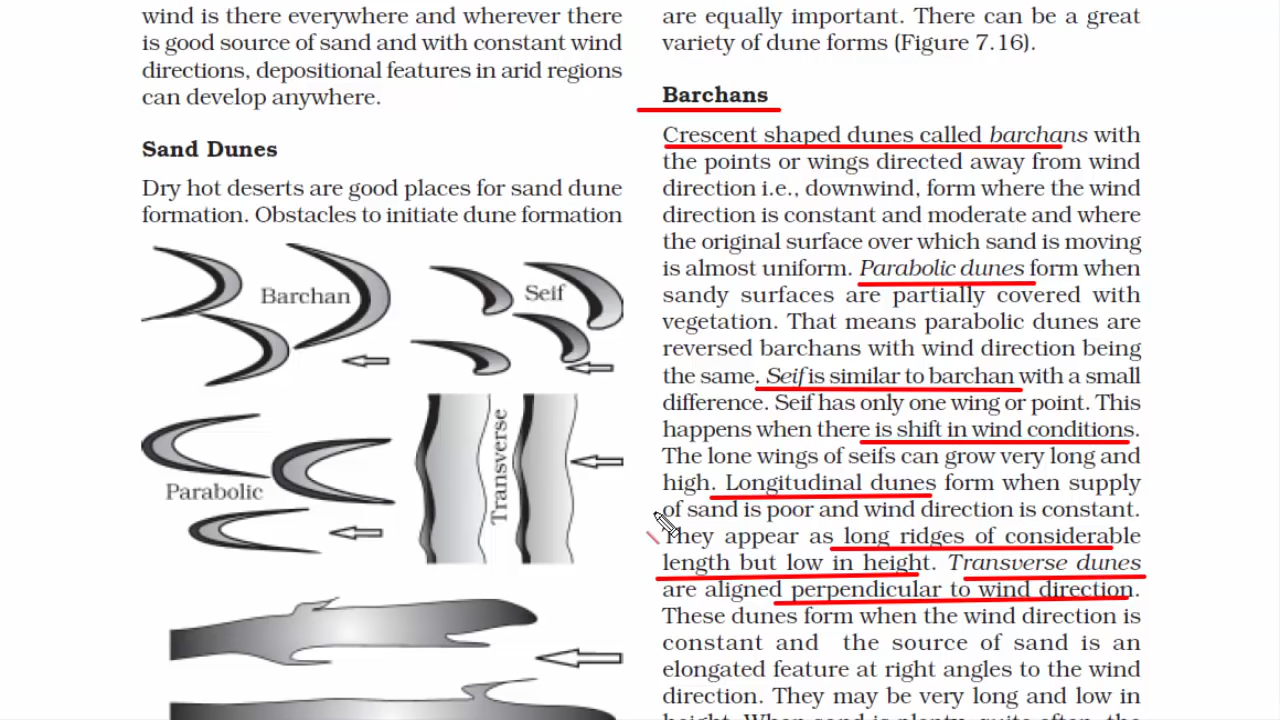 wind is there everywhere and wherever there
is good source of sand and with constant wind
directions, depositional features in arid regions
can develop anywhere.
Sand Dunes
Dry hot deserts are good places for sand dune
formation. Obstacles to initiate dune formation
Barchan
Seif
Parabolic
Transverse
are equally important. There can be a great
variety of dune forms (Figure 7.16).
Barchans
Crescent shaped dunes called barchans with
the points or wings directed away from wind
direction i.e., downwind, form where the wind
direction is constant and moderate and where
the original surface over which sand is moving
is almost uniform. Parabolic dunes form when
sandy surfaces are partially covered with
vegetation. That means parabolic dunes are
reversed barchans with wind direction being
the same. Seif is similar to barchan with a small
difference. Seif has only one wing or point. This
happens when there is shift in wind conditions.
The lone wings of seifs can grow very long and
high. Longitudinal dunes form when supply
of sand is poor and wind direction is constant.
They appear as long ridges of considerable
length but low in height. Transverse dunes
are aligned perpendicular to wind direction.
These dunes form when the wind direction is
constant and the source of sand is an
elongated feature at right angles to the wind
direction. They may be very long and low in
height. When sand is plenty, quite often, the